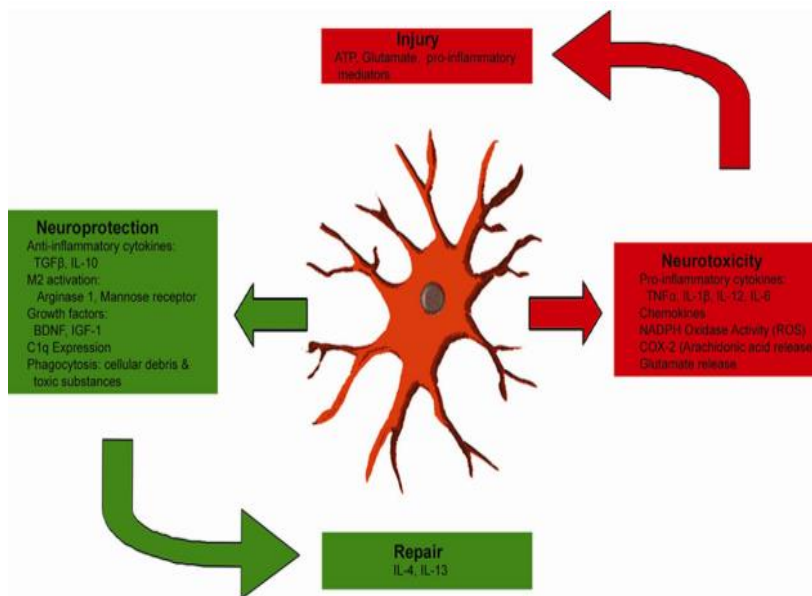 Injury
ATP, Glutamate, pro-inflammatory
mediators
Neuroprotection
Anti-inflammatory cytokines:
TGFβ, IL-10
M2 activation:
Arginase 1, Mannose receptor
Growth factors:
BDNF, IGF-1
C1q Expression
Phagocytosis: cellular debris &
toxic substances
Neurotoxicity
Pro-inflammatory cytokines:
TNFα, IL-1β, IL-12, IL-6
Chemokines
NADPH Oxidase Activity (ROS)
COX-2 (Arachidonic acid release
Glutamate release
Repair
IL-4, IL-13